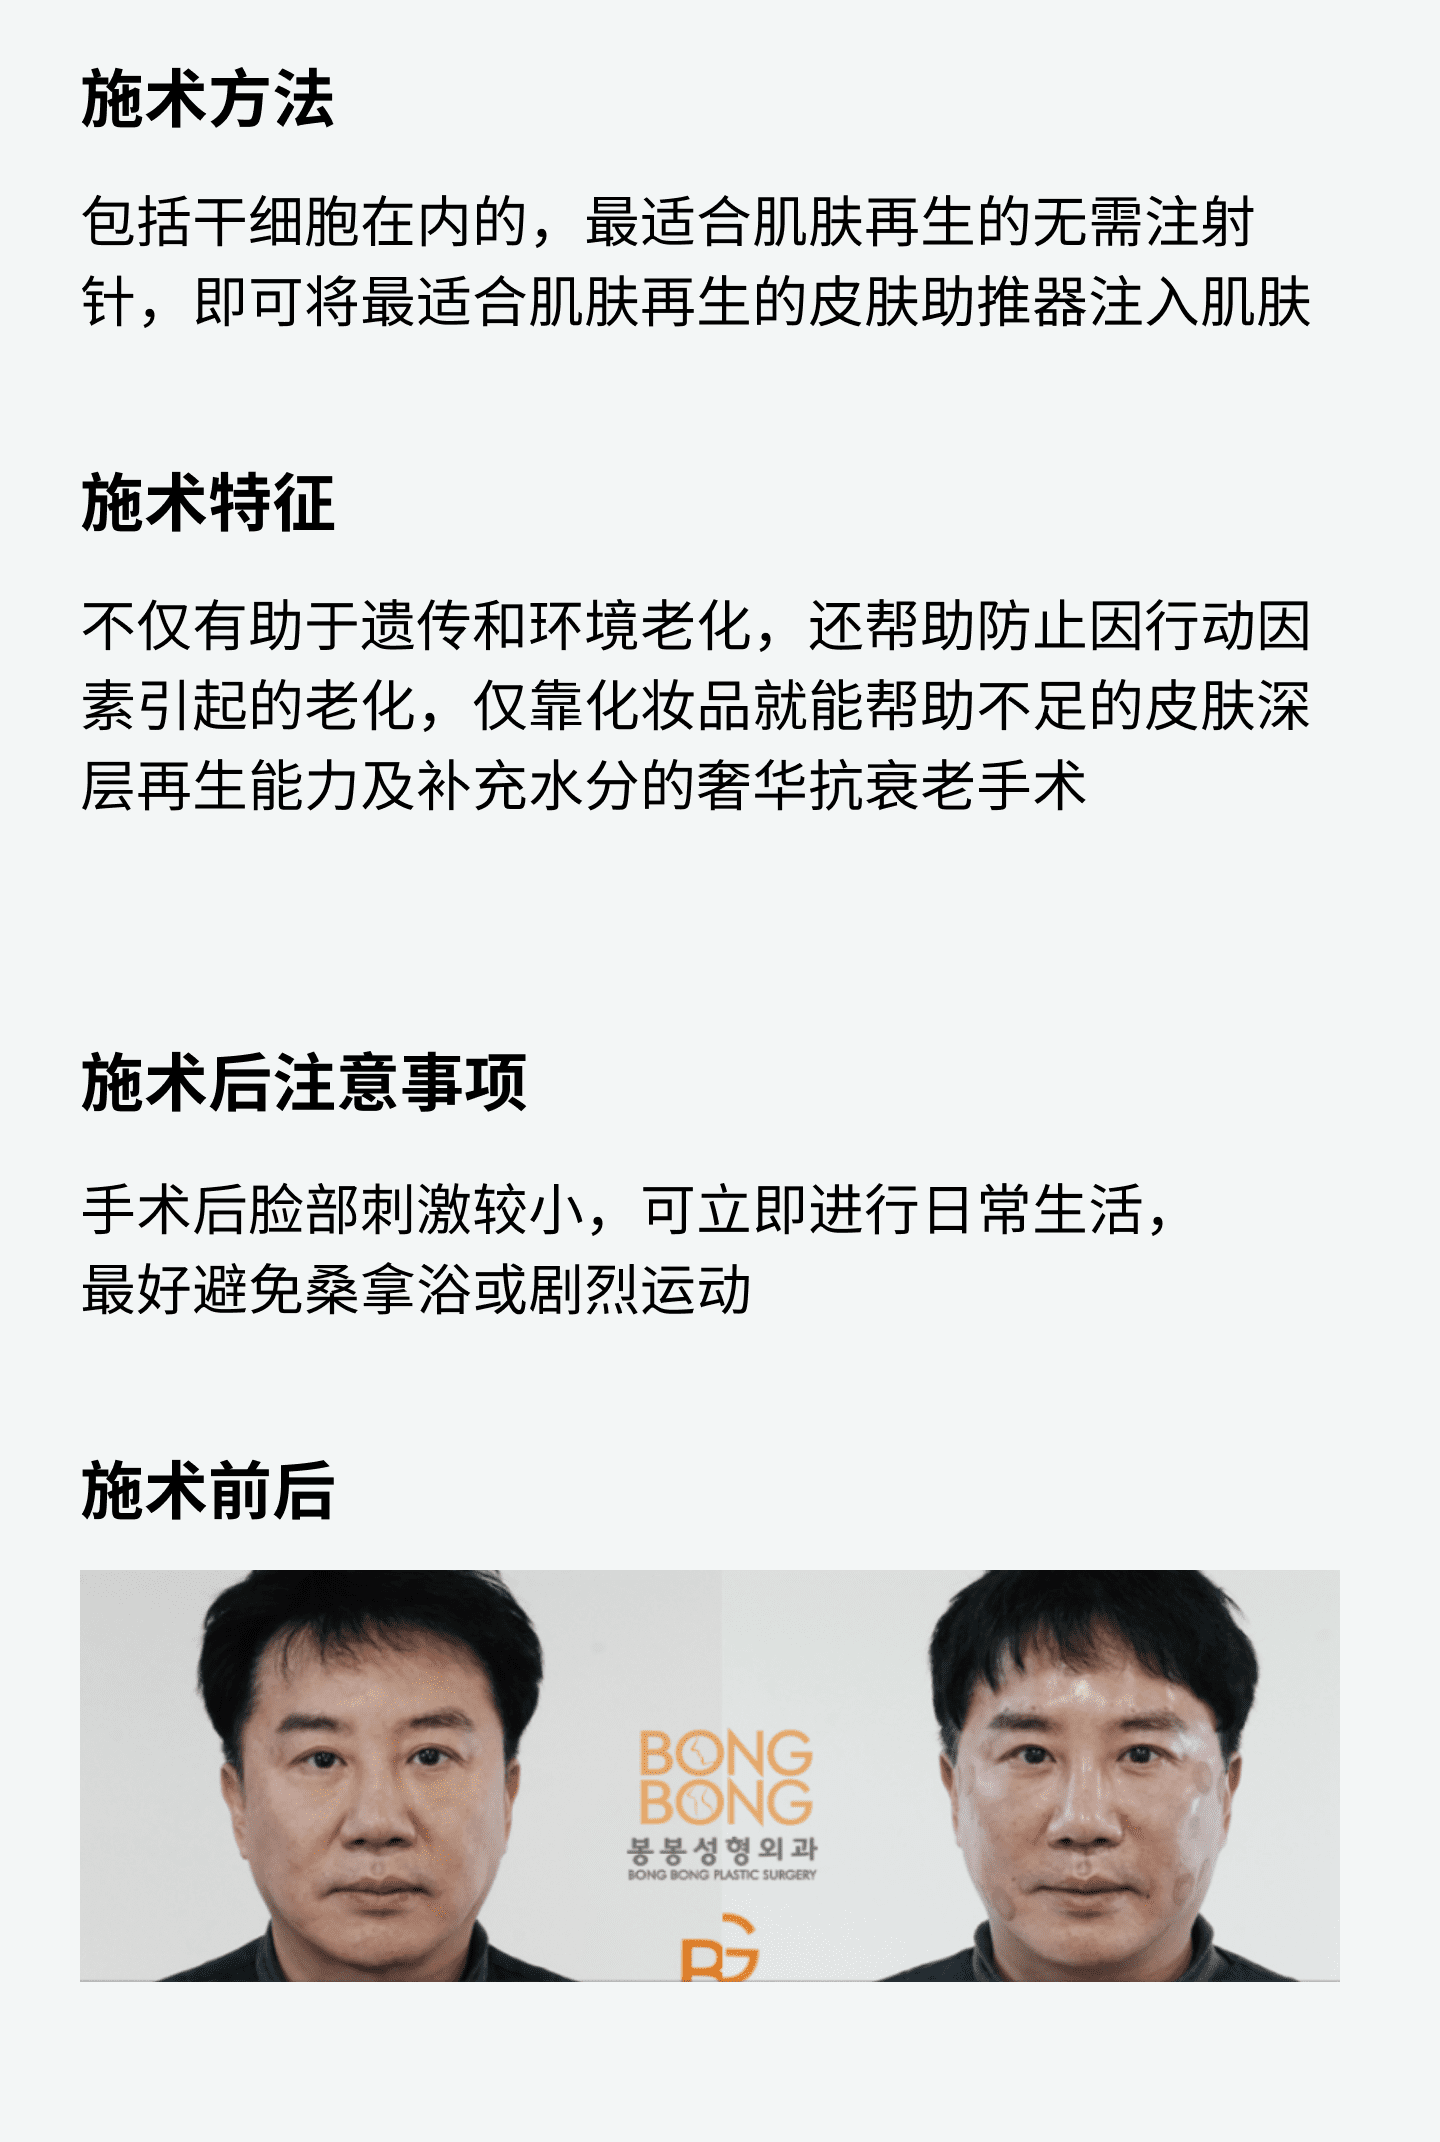 施术方法
包括干细胞在内的，最适合肌肤再生的无需注射
针，即可将最适合肌肤再生的皮肤助推器注入肌肤
施术特征
不仅有助于遗传和环境老化，还帮助防止因行动因
素引起的老化，仅靠化妆品就能帮助不足的皮肤深
层再生能力及补充水分的奢华抗衰老手术
施术后注意事项
手术后脸部刺激较小，可立即进行日常生活，
最好避免桑拿浴或剧烈运动
施术前后
BONG
BONG
봉봉성형외과
BONG BONG PLASTIC SURGERY
BG